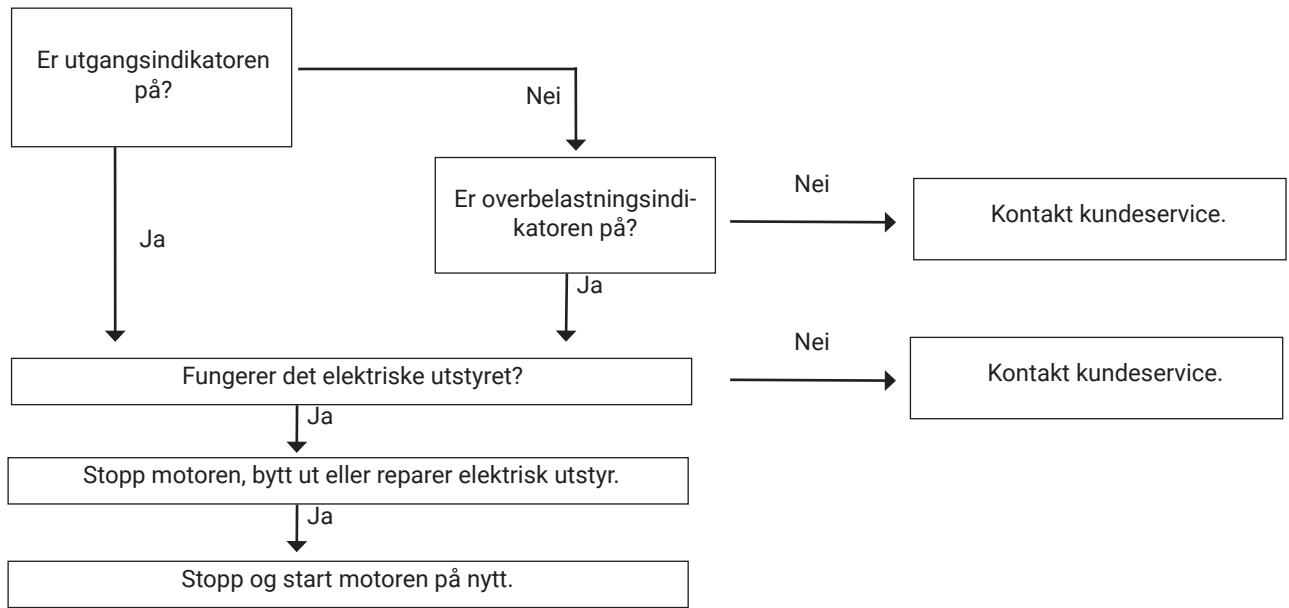 Er utgangsindikatoren
på?
Nei
Er overbelastningsindi-
katoren på?
Nei
Kontakt kundeservice.
Ja
Ja
Fungerer det elektriske utstyret?
Nei
Kontakt kundeservice.
Ja
Stopp motoren, bytt ut eller reparer elektrisk utstyr.
Ja
Stopp og start motoren på nytt.